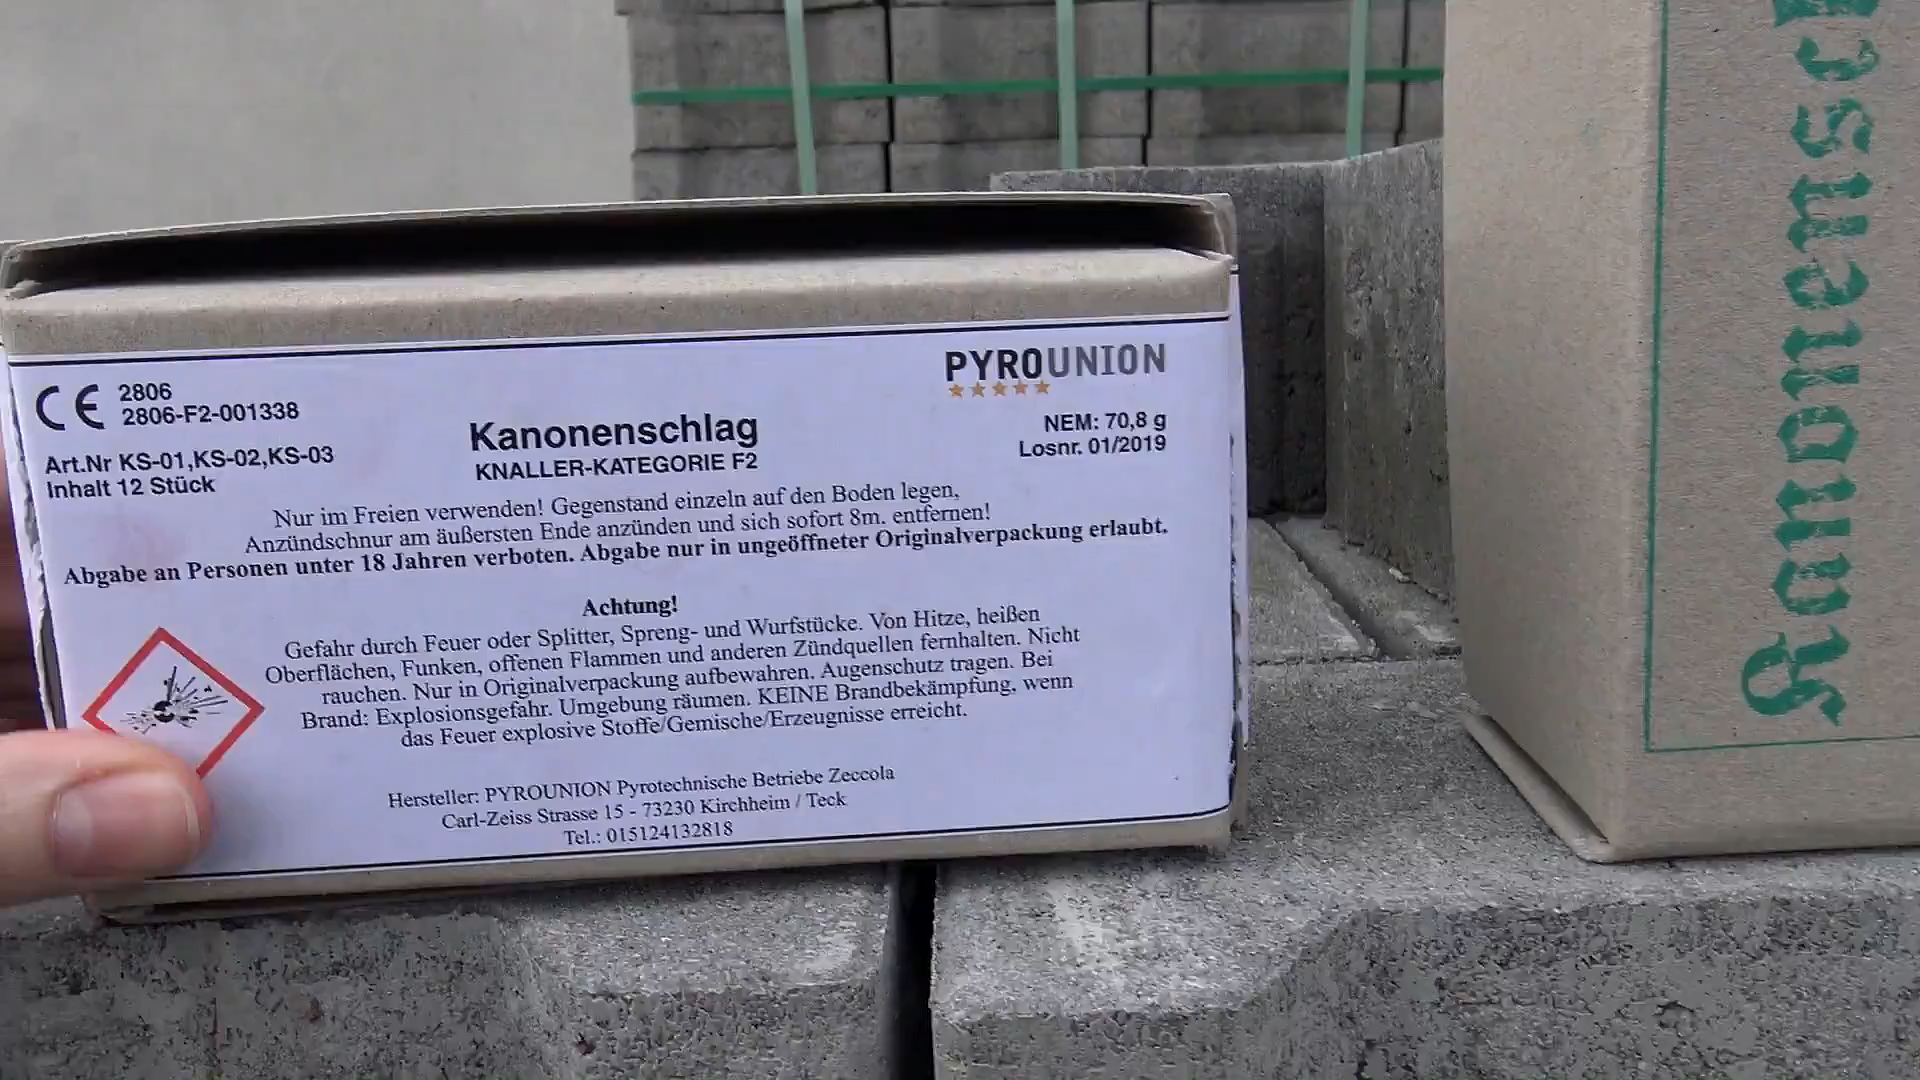 CE 2806
2806-F2-001338
Art.Nr KS-01,KS-02,KS-03
Inhalt 12 Stück
Kanonenschlag
KNALLER-KATEGORIE F2
PYROUNION
NEM: 70,8 g
Losnr. 01/2019
Nur im Freien verwenden! Gegenstand einzeln auf den Boden legen,
Anzündschnur am äußersten Ende anzünden und sich sofort 8m. entfernen!
Abgabe an Personen unter 18 Jahren verboten. Abgabe nur in ungeöffneter Originalverpackung erlaubt.
Achtung!
Gefahr durch Feuer oder Splitter, Spreng- und Wurfstücke. Von Hitze, heißen
Oberflächen, Funken, offenen Flammen und anderen Zündquellen fernhalten. Nicht
rauchen. Nur in Originalverpackung aufbewahren. Augenschutz tragen. Bei
Brand: Explosionsgefahr. Umgebung räumen. KEINE Brandbekämpfung, wenn
das Feuer explosive Stoffe/Gemische/Erzeugnisse erreicht.
Hersteller: PYROUNION Pyrotechnische Betriebe Zeccola
Carl-Zeiss Strasse 15 - 73230 Kirchheim / Teck
Tel.: 015124132818
Kanonensc